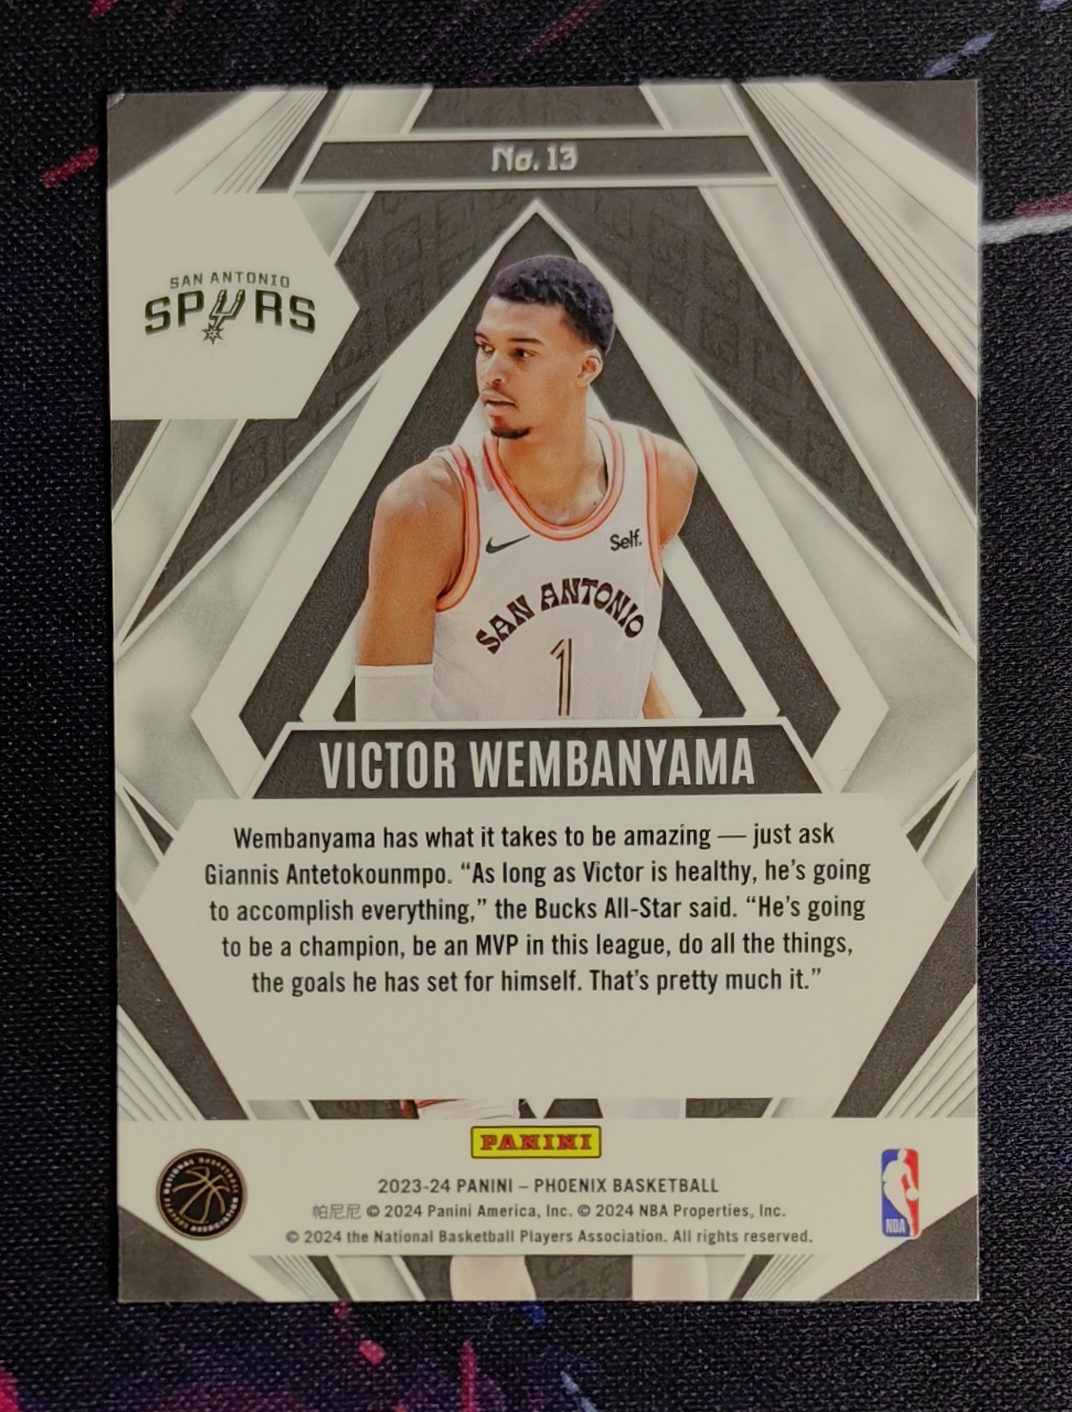 No. 13
SAN ANTONIO
SPURS
Self.
SAN ANTONIO
1
VICTOR WEMBANYAMA
Wembanyama has what it takes to be amazing — just ask
Giannis Antetokounmpo. “As long as Victor is healthy, he’s going
to accomplish everything,” the Bucks All-Star said. “He’s going
to be a champion, be an MVP in this league, do all the things,
the goals he has set for himself. That’s pretty much it.”
PANINI
2023-24 PANINI – PHOENIX BASKETBALL
帕尼尼 © 2024 Panini America, Inc. © 2024 NBA Properties, Inc.
© 2024 the National Basketball Players Association. All rights reserved.
NATIONAL BASKETBALL PLAYERS ASSOCIATION
NBA